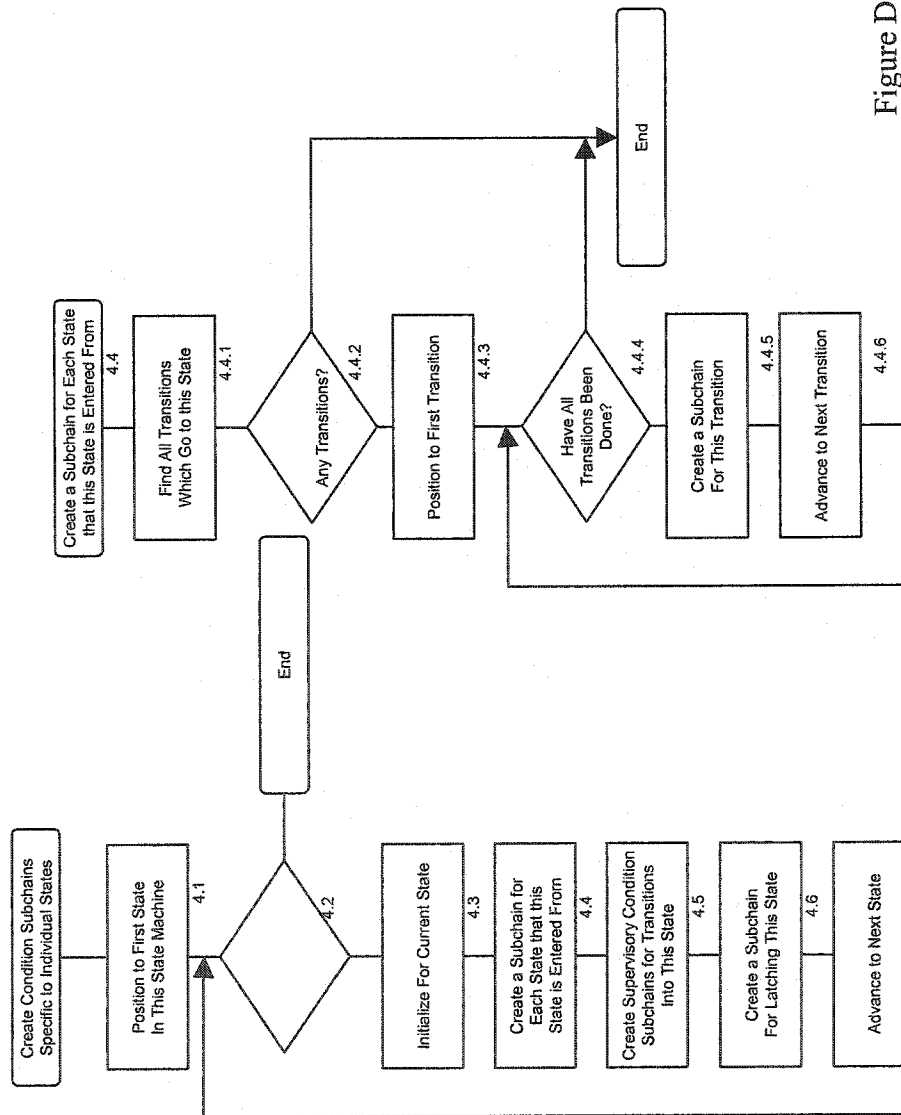 Create Condition Subchains
Specific to Individual States
Position to First State
In This State Machine
4.1
4.2
End
Initialize For Current State
4.3
Create a Subchain for
Each State that this
State is Entered From
4.4
Create Supervisory Condition
Subchains for Transitions
Into This State
4.5
Create a Subchain
For Latching This State
4.6
Advance to Next State
Create a Subchain for Each State
that this State is Entered From
4.4
Find All Transitions
Which Go to this State
4.4.1
Any Transitions?
4.4.2
Position to First Transition
4.4.3
Have All
Transitions Been
Done?
4.4.4
Create a Subchain
For This Transition
4.4.5
Advance to Next Transition
4.4.6
End
Figure D